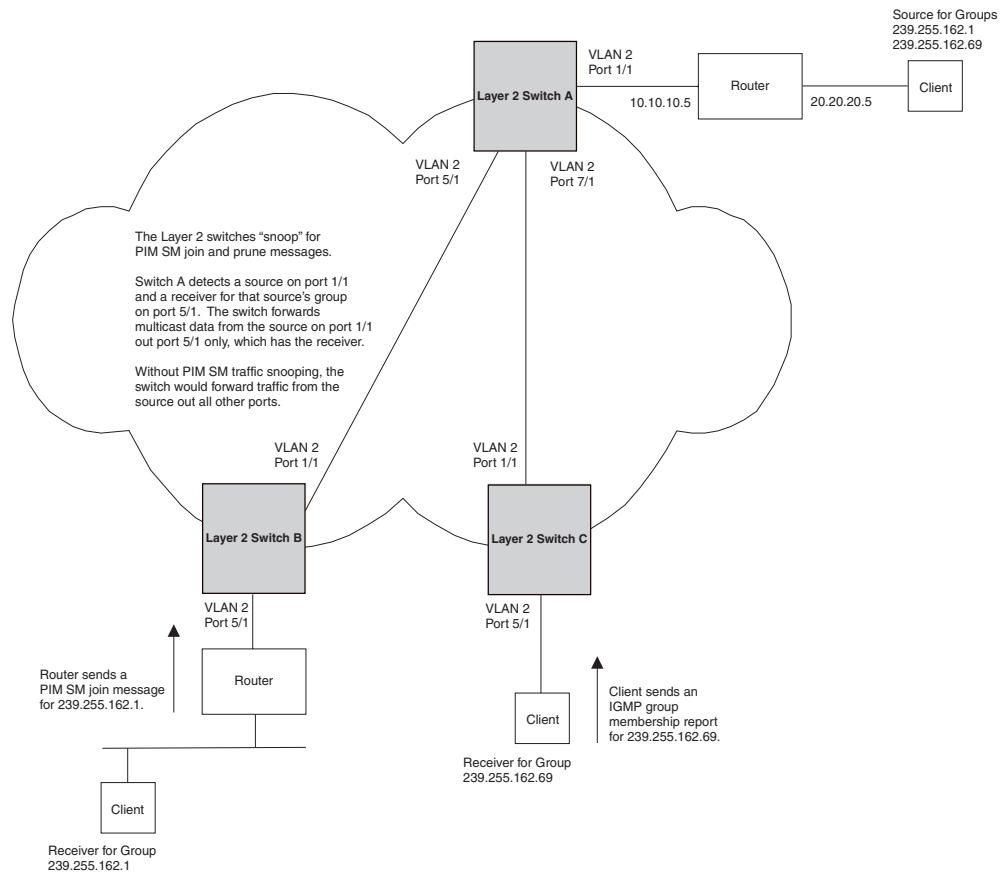 Source for Groups
239.255.162.1
239.255.162.69
VLAN 2
Port 1/1
Layer 2 Switch A
Router
Client
10.10.10.5
20.20.20.5
VLAN 2
Port 5/1
VLAN 2
Port 7/1
The Layer 2 switches “snoop” for
PIM SM join and prune messages.
Switch A detects a source on port 1/1
and a receiver for that source’s group
on port 5/1.  The switch forwards
multicast data from the source on port 1/1
out port 5/1 only, which has the receiver.
Without PIM SM traffic snooping, the
switch would forward traffic from the
source out all other ports.
VLAN 2
Port 1/1
VLAN 2
Port 1/1
Layer 2 Switch B
Layer 2 Switch C
VLAN 2
Port 5/1
VLAN 2
Port 5/1
Router sends a
PIM SM join message
for 239.255.162.1.
Router
Client
Client sends an
IGMP group
membership report
for 239.255.162.69.
Receiver for Group
239.255.162.69
Client
Receiver for Group
239.255.162.1